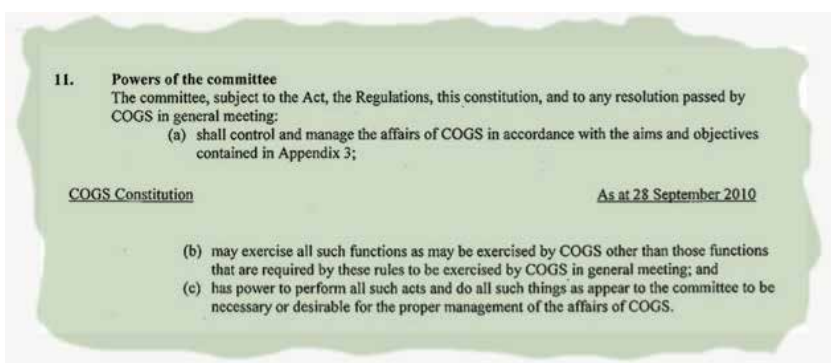 11. Powers of the committee
The committee, subject to the Act, the Regulations, this constitution, and to any resolution passed by
COGS in general meeting:
(a) shall control and manage the affairs of COGS in accordance with the aims and objectives
contained in Appendix 3;
COGS Constitution As at 28 September 2010
(b) may exercise all such functions as may be exercised by COGS other than those functions
that are required by these rules to be exercised by COGS in general meeting; and
(c) has power to perform all such acts and do all such things as appear to the committee to be
necessary or desirable for the proper management of the affairs of COGS.